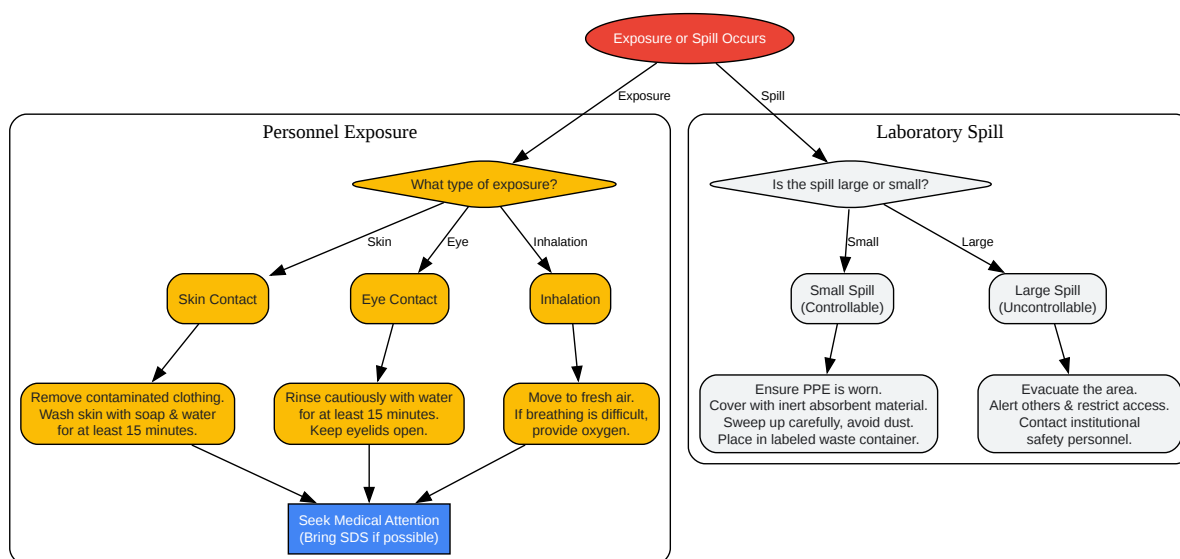 Exposure or Spill Occurs
Exposure
Spill
Personnel Exposure
Laboratory Spill
What type of exposure?
Is the spill large or small?
Skin
Eye
Inhalation
Small
Large
Skin Contact
Eye Contact
Inhalation
Small Spill
(Controllable)
Large Spill
(Uncontrollable)
Remove contaminated clothing.
Wash skin with soap & water
for at least 15 minutes.
Rinse cautiously with water
for at least 15 minutes.
Keep eyelids open.
Move to fresh air.
If breathing is difficult,
provide oxygen.
Ensure PPE is worn.
Cover with inert absorbent material.
Sweep up carefully, avoid dust.
Place in labeled waste container.
Evacuate the area.
Alert others & restrict access.
Contact institutional
safety personnel.
Seek Medical Attention
(Bring SDS if possible)